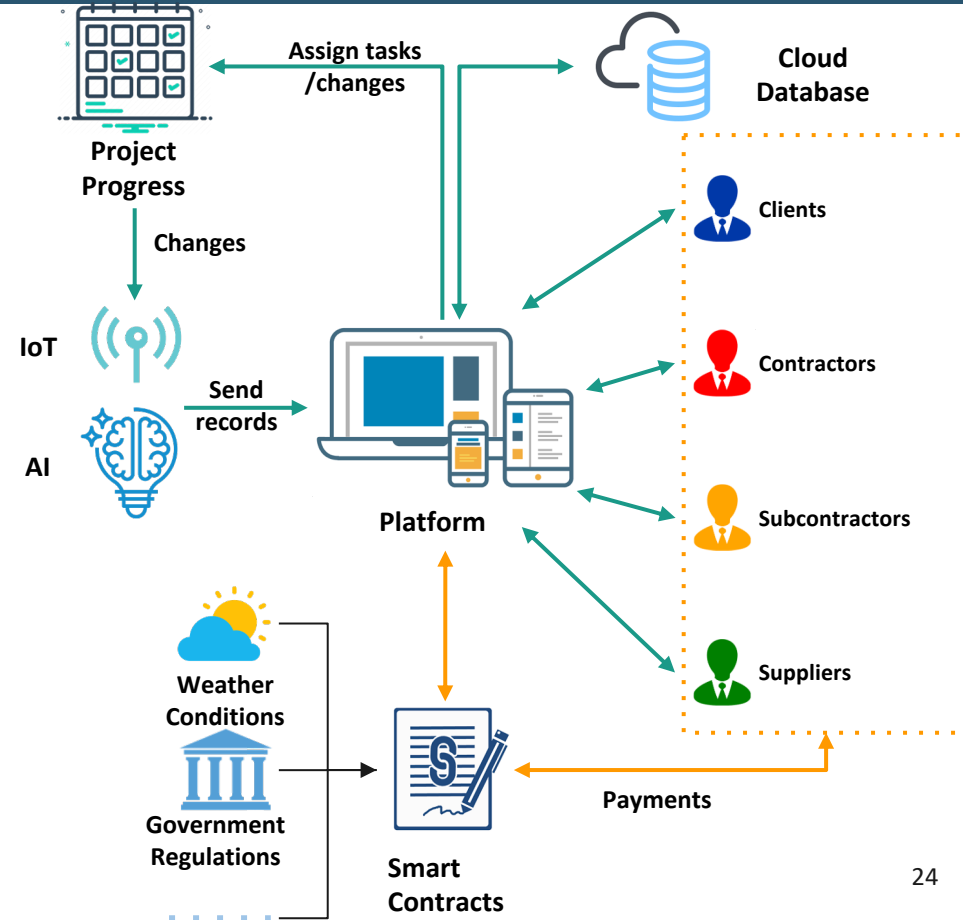 Assign tasks
/changes
Cloud
Database
Project
Progress
Clients
Changes
IoT
Contractors
Send
records
AI
Platform
Subcontractors
Suppliers
Weather
Conditions
S
Payments
Government
Regulations
Smart
Contracts
24